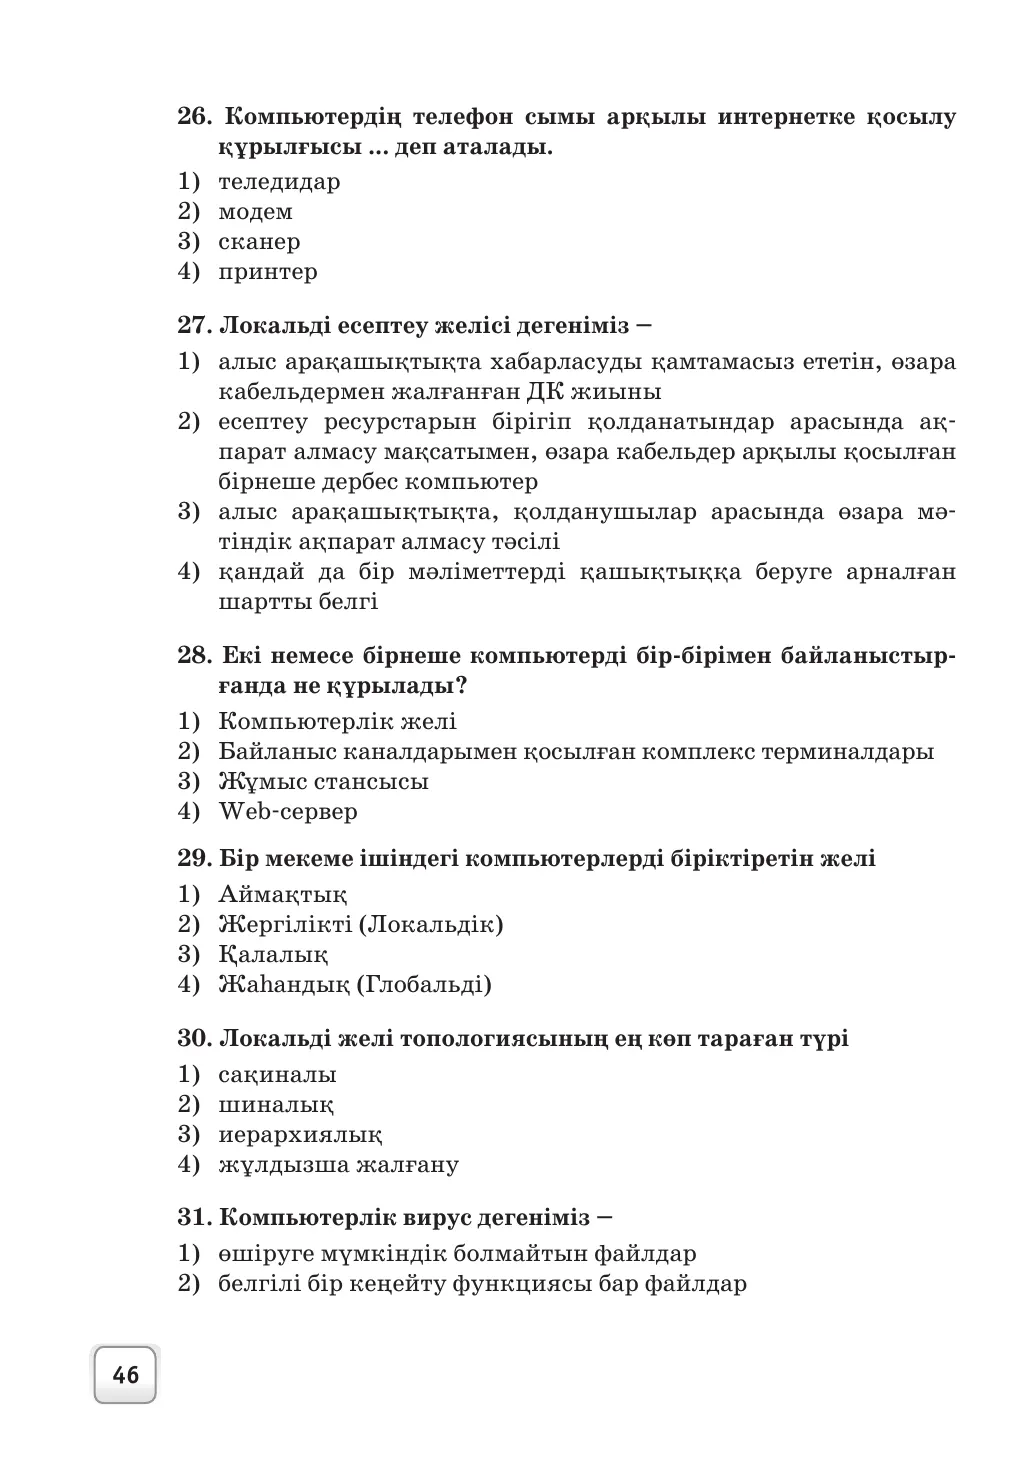 26. Компьютердің телефон сымы арқылы интернетке қосылу
құрылғысы ... деп аталады.
1) теледидар
2) модем
3) сканер
4) принтер
27. Локальді есептеу желісі дегеніміз –
1) алыс арақашықтықта хабарласуды қамтамасыз ететін, өзара
кабельдермен жалғанған ДК жиыны
2) есептеу ресурстарын бірігіп қолданатындар арасында ақ-
парат алмасу мақсатымен, өзара кабельдер арқылы қосылған
бірнеше дербес компьютер
3) алыс арақашықтықта, қолданушылар арасында өзара мә-
тіндік ақпарат алмасу тәсілі
4) қандай да бір мәліметтерді қашықтыққа беруге арналған
шартты белгі
28. Екі немесе бірнеше компьютерді бір-бірімен байланыстыр-
ғанда не құрылады?
1) Компьютерлік желі
2) Байланыс каналдарымен қосылған комплекс терминалдары
3) Жұмыс стансысы
4) Web-сервер
29. Бір мекеме ішіндегі компьютерлерді біріктіретін желі
1) Аймақтық
2) Жергілікті (Локальдік)
3) Қалалық
4) Жаһандық (Глобальді)
30. Локальді желі топологиясының ең көп тараған түрі
1) сақиналы
2) шиналық
3) иерархиялық
4) жұлдызша жалғану
31. Компьютерлік вирус дегеніміз –
1) өшіруге мүмкіндік болмайтын файлдар
2) белгілі бір кеңейту функциясы бар файлдар
46